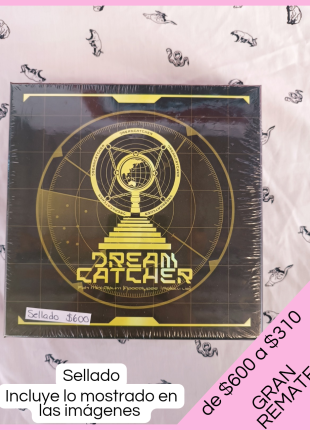 DREAM
CATCHER
Sellado $600
Sellado
Incluye lo mostrado en
las imágenes
de $600 a $310
GRAN
REMATE